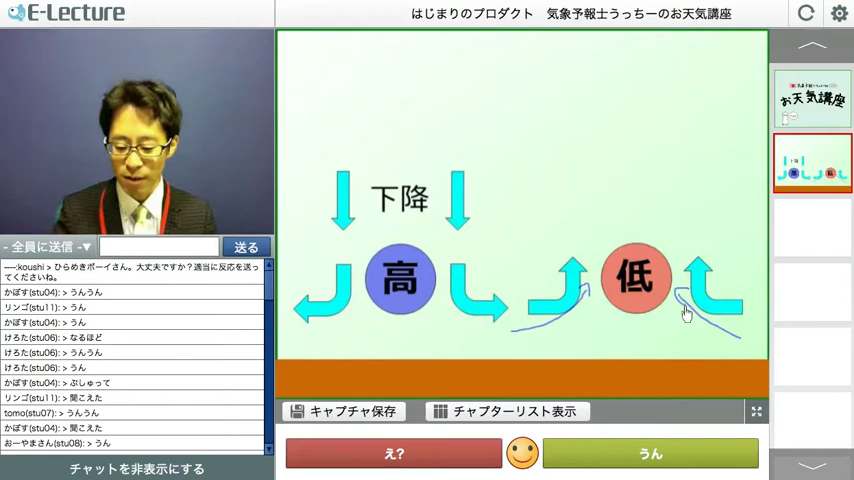 E-Lecture
はじまりのプロダクト 気象予報士うっちーのお天気講座
下降
高
低
お天気講座
- 全員に送信 -▼
送る
----:koushi > ひらめきボーイさん。大丈夫ですか？適当に反応を送っ
てくださいね。
かぼす(stu04): > うんうん
リンゴ(stu11): > うん
かぼす(stu04): > うん
けろた(stu06): > なるほど
けろた(stu06): > うんうん
けろた(stu06): > うん
かぼす(stu04): > ぷしゅって
リンゴ(stu11): > 聞こえた
tomo(stu07): > うんうん
かぼす(stu04): > 聞こえた
おーやまさん(stu08): > うん
チャットを非表示にする
キャプチャ保存
チャプターリスト表示
え?
うん